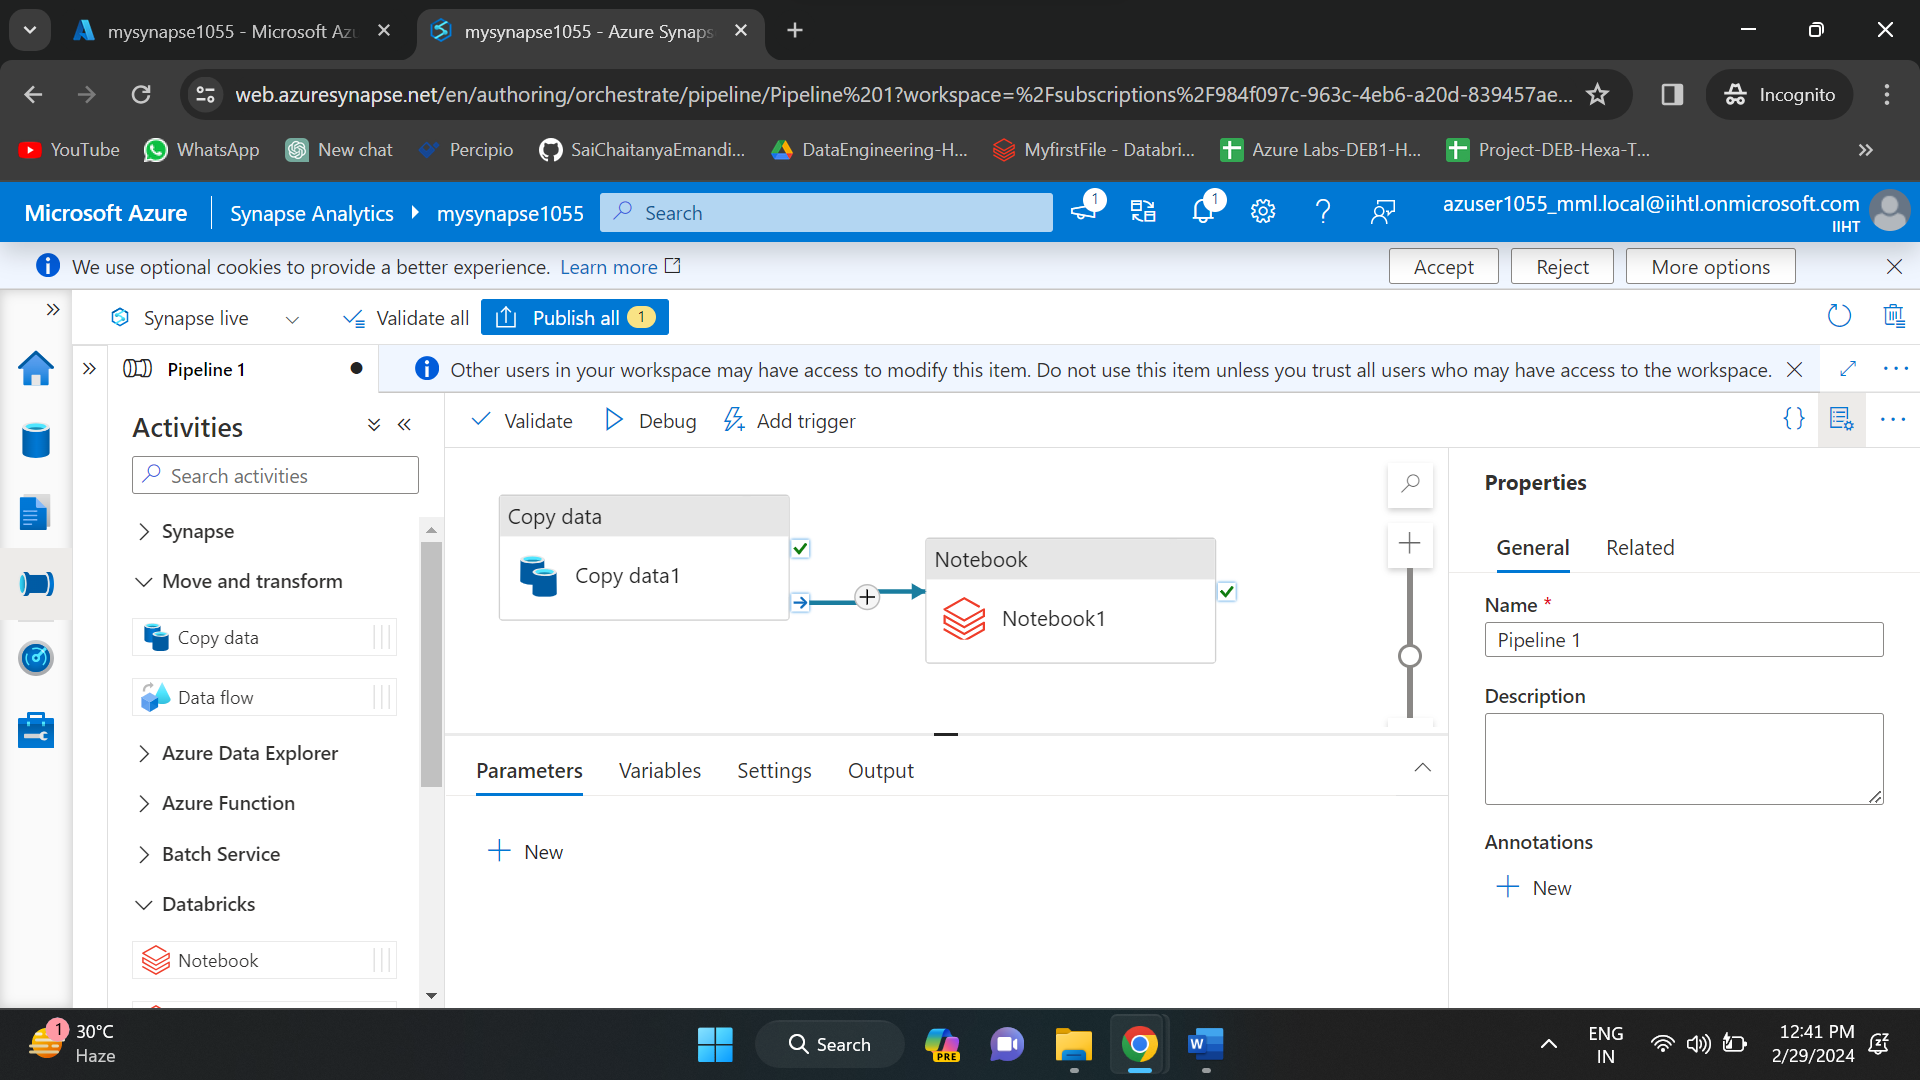 mysynapse1055 - Microsoft Azu
mysynapse1055 - Azure Synaps
web.azuresynapse.net/en/authoring/orchestrate/pipeline/Pipeline%201?workspace=%2Fsubscriptions%2F984f097c-963c-4eb6-a20d-839457ae...
Incognito
YouTube
WhatsApp
New chat
Percipio
SaiChaitanyaEmandi...
DataEngineering-H...
MyfirstFile - Databri...
Azure Labs-DEB1-H...
Project-DEB-Hexa-T...
Microsoft Azure
Synapse Analytics
mysynapse1055
Search
1
1
azuser1055_mml.local@iihtl.onmicrosoft.com
IIHT
We use optional cookies to provide a better experience. Learn more
Accept
Reject
More options
Synapse live
Validate all
Publish all 1
Pipeline 1
Other users in your workspace may have access to modify this item. Do not use this item unless you trust all users who may have access to the workspace.
Activities
Search activities
Synapse
Move and transform
Copy data
Data flow
Azure Data Explorer
Azure Function
Batch Service
Databricks
Notebook
Validate
Debug
Add trigger
Copy data
Copy data1
Notebook
Notebook1
Parameters
Variables
Settings
Output
New
Properties
General
Related
Name *
Pipeline 1
Description
Annotations
New
1
30°C
Haze
Search
PRE
W
ENG
IN
12:41 PM
2/29/2024